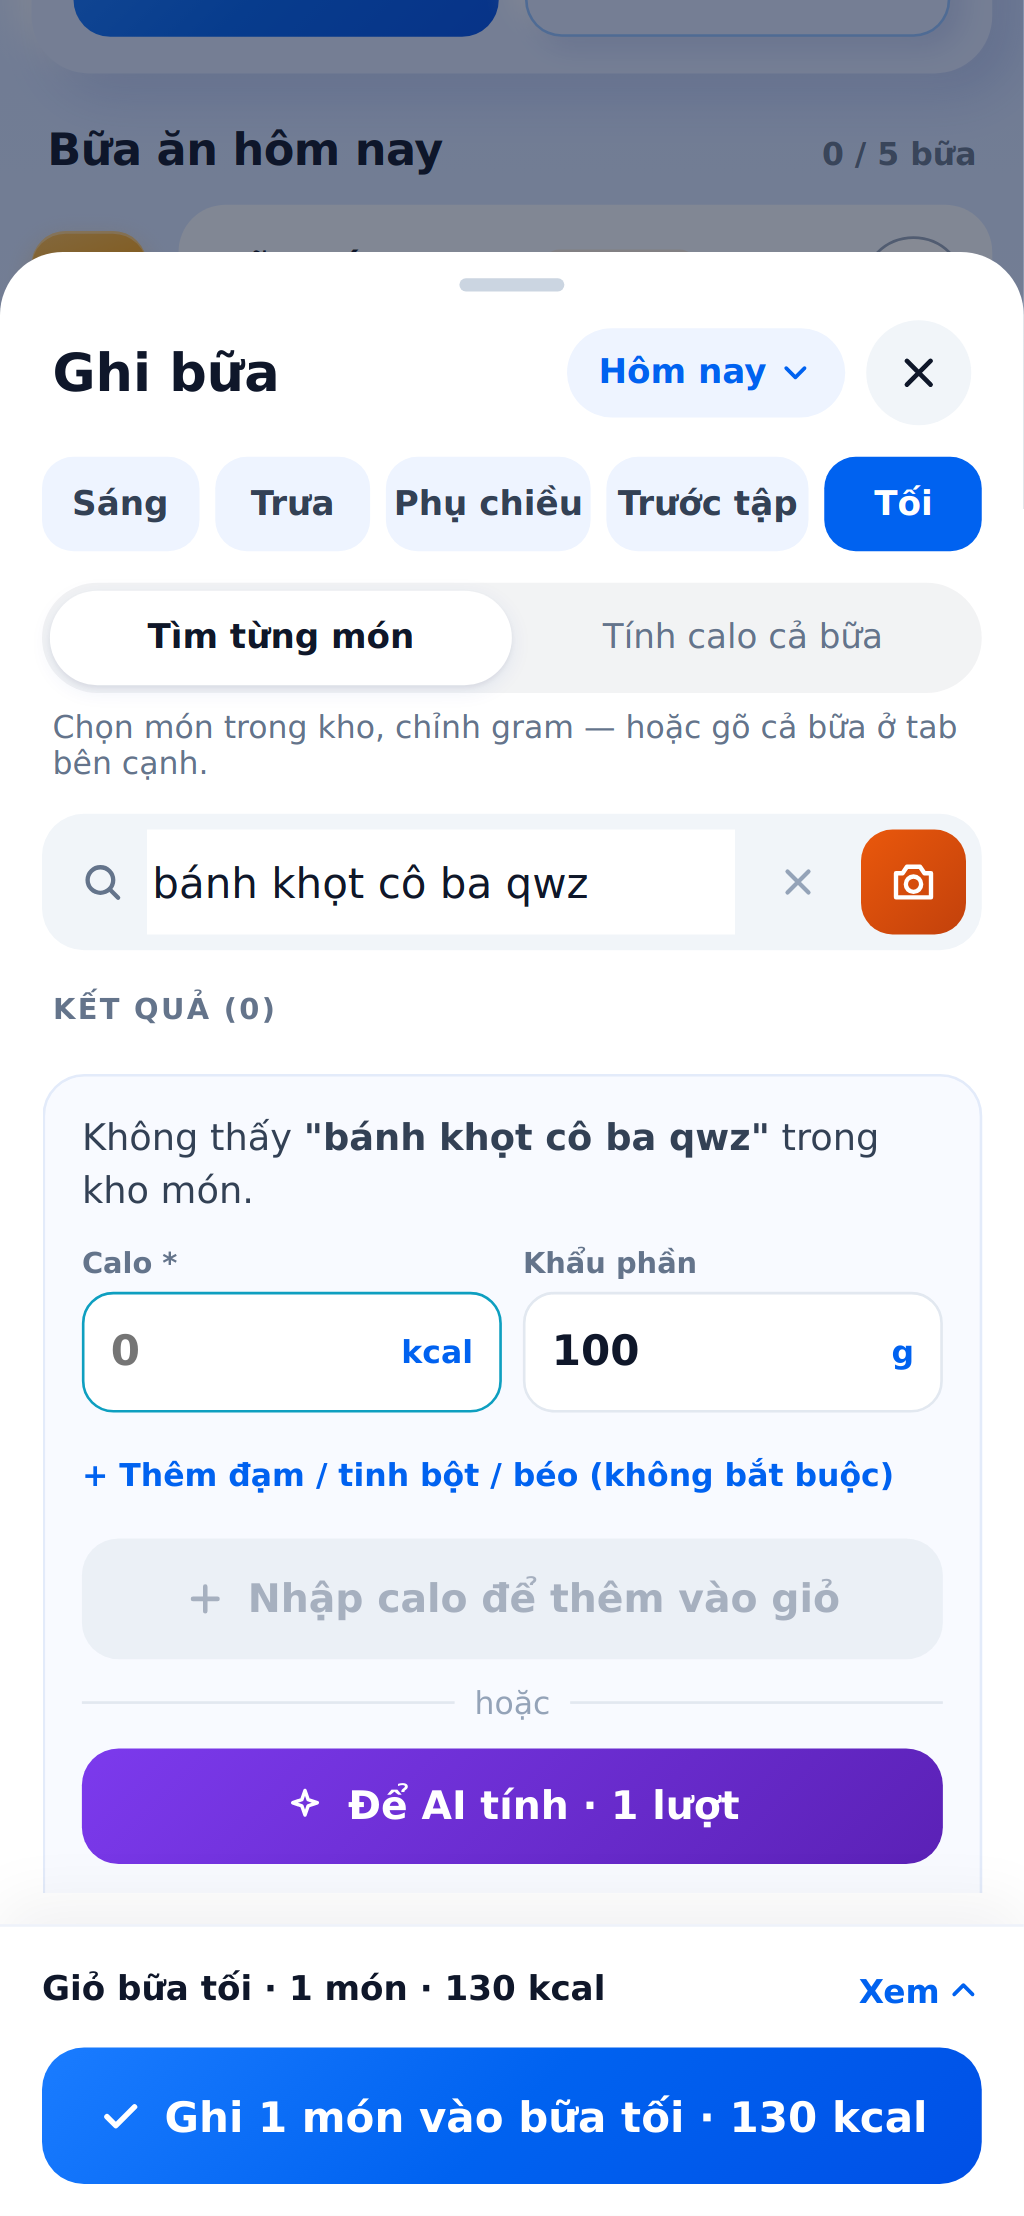 Bữa ăn hôm nay
0 / 5 bữa
Ghi bữa
Hôm nay
Sáng
Trưa
Phụ chiều
Trước tập
Tối
Tìm từng món
Tính calo cả bữa
Chọn món trong kho, chỉnh gram — hoặc gõ cả bữa ở tab
bên cạnh.
bánh khọt cô ba qwz
KẾT QUẢ (0)
Không thấy "bánh khọt cô ba qwz" trong
kho món.
Calo *
Khẩu phần
0 kcal
100 g
+ Thêm đạm / tinh bột / béo (không bắt buộc)
+ Nhập calo để thêm vào giỏ
hoặc
Để AI tính · 1 lượt
Giỏ bữa tối · 1 món · 130 kcal
Xem
Ghi 1 món vào bữa tối · 130 kcal